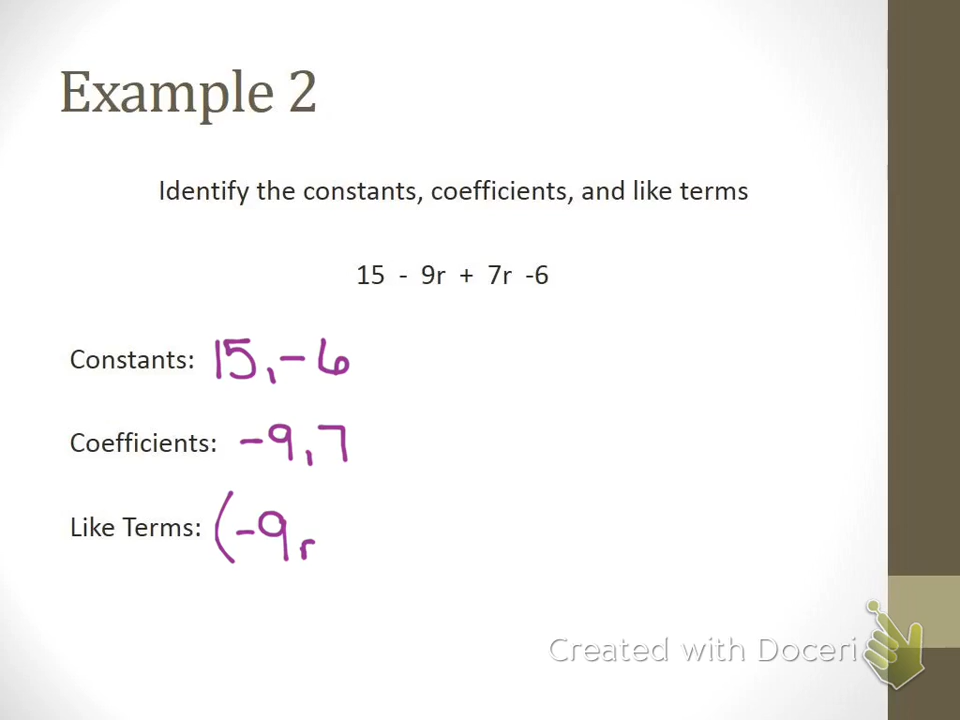 Example 2
Identify the constants, coefficients, and like terms
15 - 9r + 7r -6
Constants: 15, -6
Coefficients: -9, 7
Like Terms: (-9r
Created with Doceri